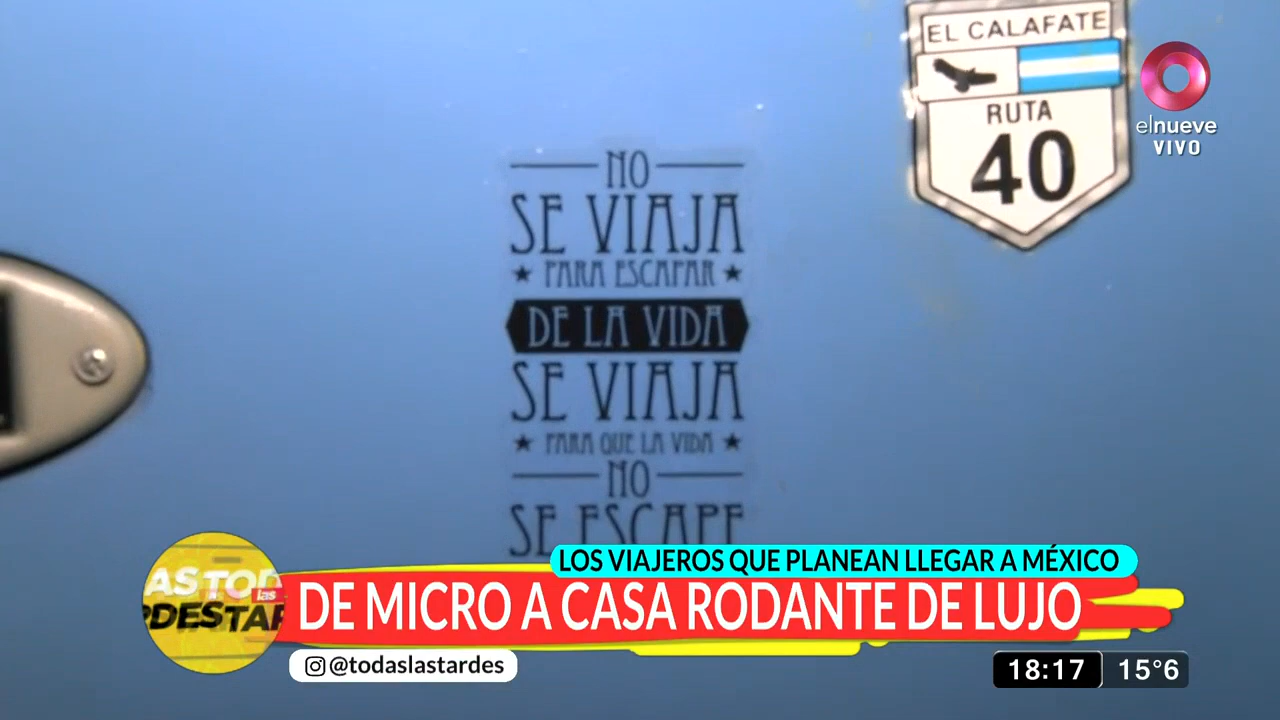 EL CALAFATE
RUTA
40
elnueve
VIVO
NO
SE VIAJA
PARA ESCAPAR
DE LA VIDA
SE VIAJA
PARA QUE LA VIDA
NO
SE ESCAPE
LOS VIAJEROS QUE PLANEAN LLEGAR A MÉXICO
DE MICRO A CASA RODANTE DE LUJO
@todaslastardes
18:17 15°6